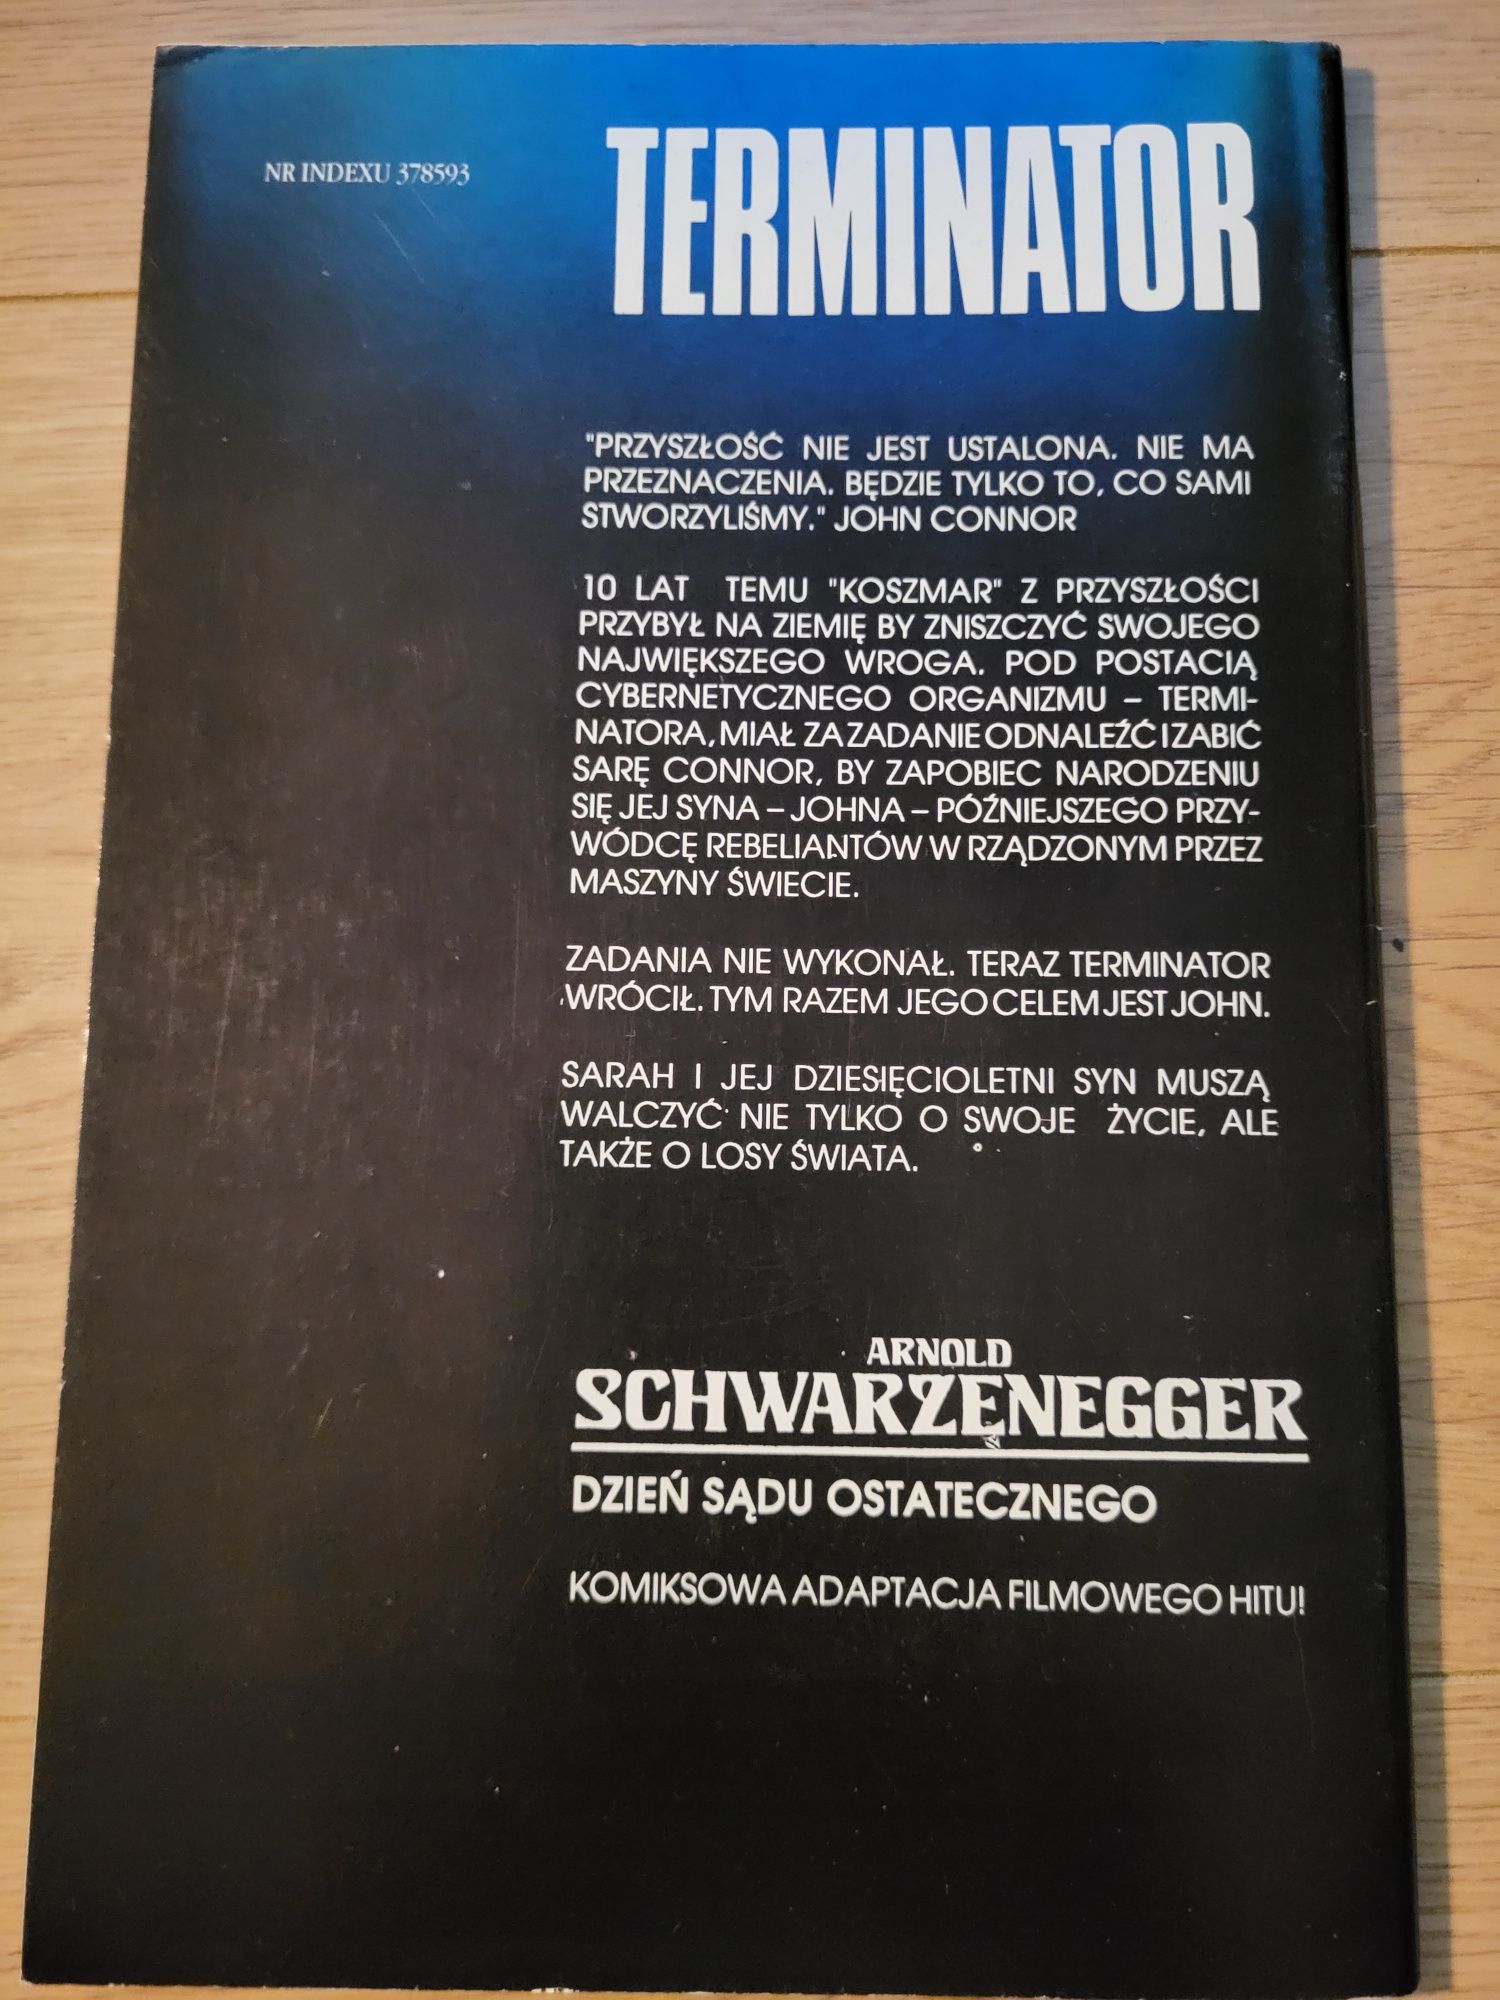 NR INDEXU 378593
TERMINATOR
"PRZYSZŁOŚĆ NIE JEST USTALONA. NIE MA
PRZEZNACZENIA. BĘDZIE TYLKO TO, CO SAMI
STWORZYLIŚMY." JOHN CONNOR
10 LAT TEMU "KOSZMAR" Z PRZYSZŁOŚCI
PRZYBYŁ NA ZIEMIĘ BY ZNISZCZYĆ SWOJEGO
NAJWIĘKSZEGO WROGA. POD POSTACIĄ
CYBERNETYCZNEGO ORGANIZMU – TERMI-
NATORA, MIAŁ ZA ZADANIE ODNALEŹĆ I ZABIĆ
SARĘ CONNOR, BY ZAPOBIEC NARODZENIU
SIĘ JEJ SYNA – JOHNA – PÓŹNIEJSZEGO PRZY-
WÓDCĘ REBELIANTÓW W RZĄDZONYM PRZEZ
MASZYNY ŚWIECIE.
ZADANIA NIE WYKONAŁ. TERAZ TERMINATOR
WRÓCIŁ. TYM RAZEM JEGO CELEM JEST JOHN.
SARAH I JEJ DZIESIĘCIOLETNI SYN MUSZĄ
WALCZYĆ NIE TYLKO O SWOJE ŻYCIE, ALE
TAKŻE O LOSY ŚWIATA.
ARNOLD
SCHWARZENEGGER
DZIEŃ SĄDU OSTATECZNEGO
KOMIKSOWA ADAPTACJA FILMOWEGO HITU!